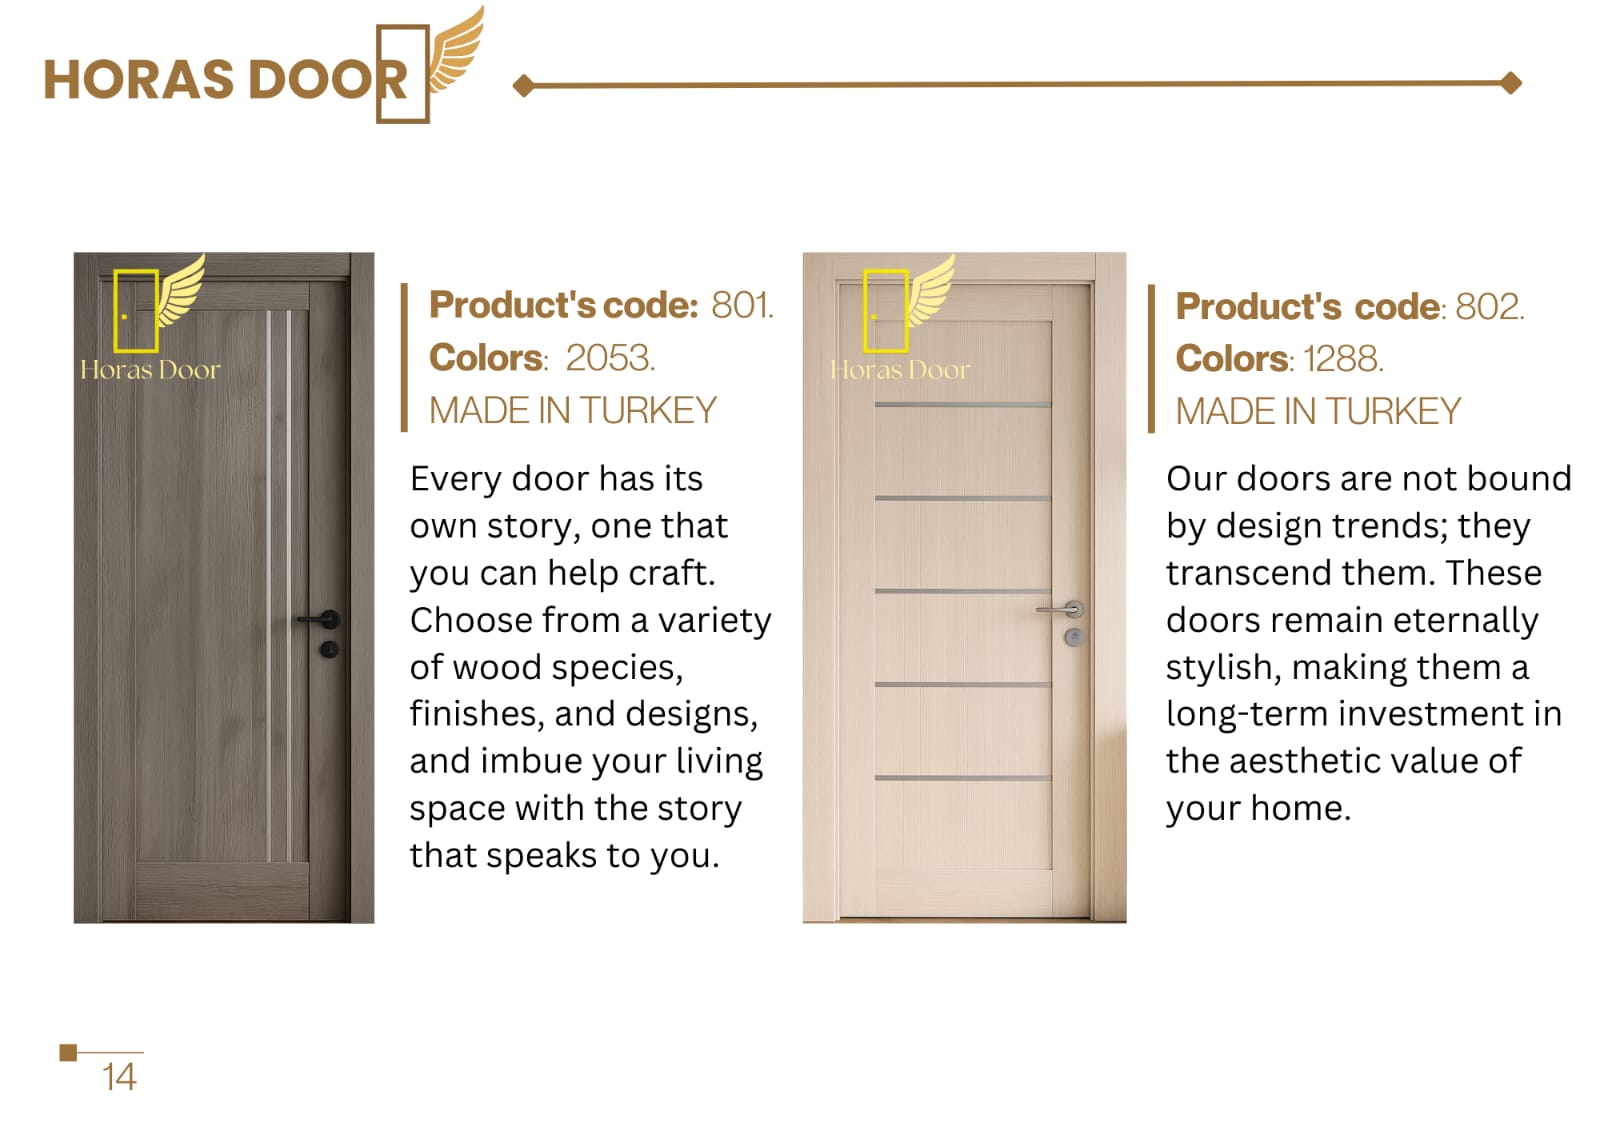 HORAS DOOR
Horas Door
Product's code: 801.
Colors: 2053.
MADE IN TURKEY
Every door has its
own story, one that
you can help craft.
Choose from a variety
of wood species,
finishes, and designs,
and imbue your living
space with the story
that speaks to you.
Horas Door
Product's code: 802.
Colors: 1288.
MADE IN TURKEY
Our doors are not bound
by design trends; they
transcend them. These
doors remain eternally
stylish, making them a
long-term investment in
the aesthetic value of
your home.
14